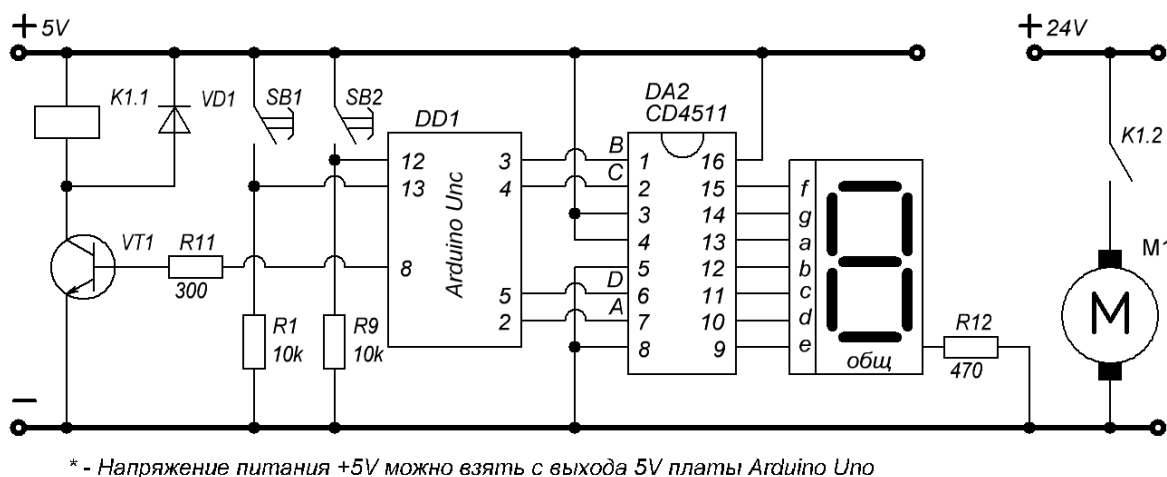 + 5V
+ 24V
K1.1
VD1
SB1
SB2
DD1
DA2
CD4511
K1.2
12
13
8
3
4
5
2
Arduino Unc
B
C
D
A
1
2
3
4
5
6
7
8
16
15
14
13
12
11
10
9
f
g
a
b
c
d
e
общ
VT1
R11
300
R1
10k
R9
10k
R12
470
M1
M
–
* - Напряжение питания +5V можно взять с выхода 5V платы Arduino Uno